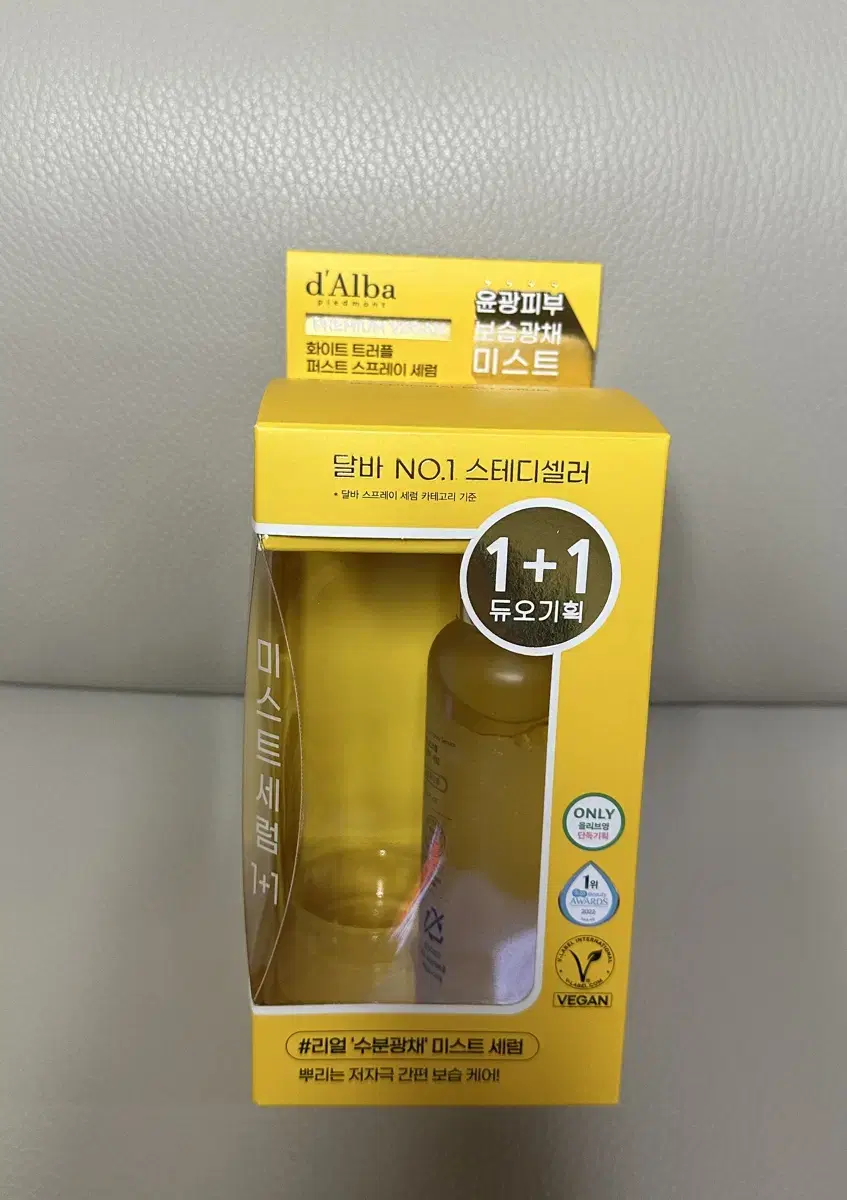 d'Alba
piedmont
화이트 트러플
퍼스트 스프레이 세럼
윤광피부
보습광채
미스트
달바 NO.1 스테디셀러
* 달바 스프레이 세럼 카테고리 기준
1+1
듀오기획
미스트세럼 1+1
ONLY
올리브영
단독기획
1위
AWARDS
2022
V-LABEL INTERNATIONAL
V-LABEL.COM
VEGAN
#리얼 '수분광채' 미스트 세럼
뿌리는 저자극 간편 보습 케어!